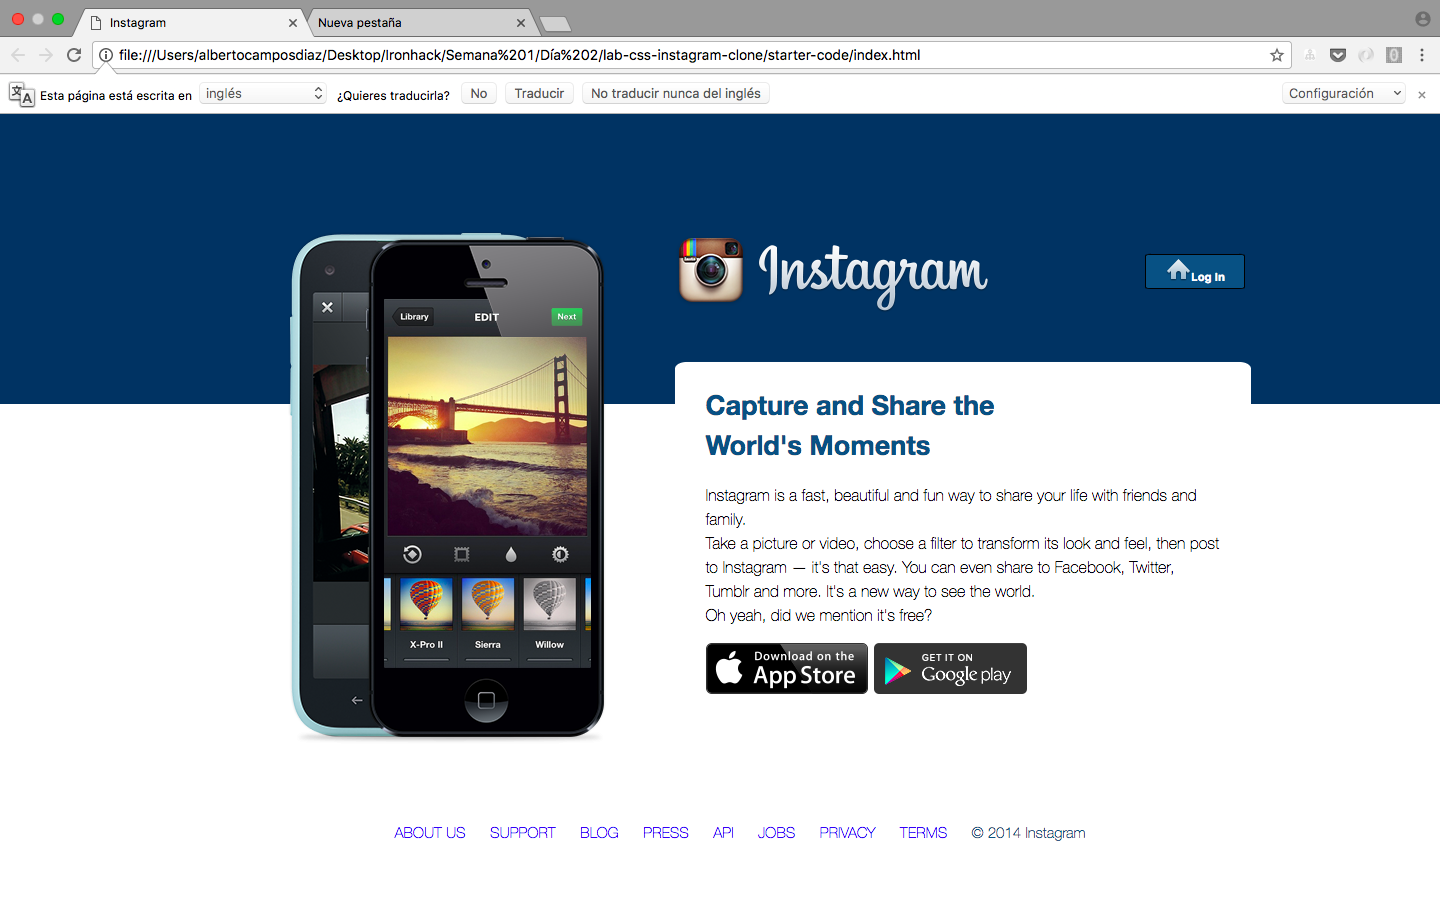 Instagram
Nueva pestaña
file:///Users/albertocamposdiaz/Desktop/Ironhack/Semana%201/Día%202/lab-css-instagram-clone/starter-code/index.html
Esta página está escrita en inglés ¿Quieres traducirla? No Traducir No traducir nunca del inglés Configuración
Instagram
Log In
Library EDIT Next
Capture and Share the
World's Moments
Instagram is a fast, beautiful and fun way to share your life with friends and
family.
Take a picture or video, choose a filter to transform its look and feel, then post
to Instagram — it's that easy. You can even share to Facebook, Twitter,
Tumblr and more. It's a new way to see the world.
Oh yeah, did we mention it's free?
X-Pro II Sierra Willow
Download on the
App Store
GET IT ON
Google play
ABOUT US SUPPORT BLOG PRESS API JOBS PRIVACY TERMS © 2014 Instagram